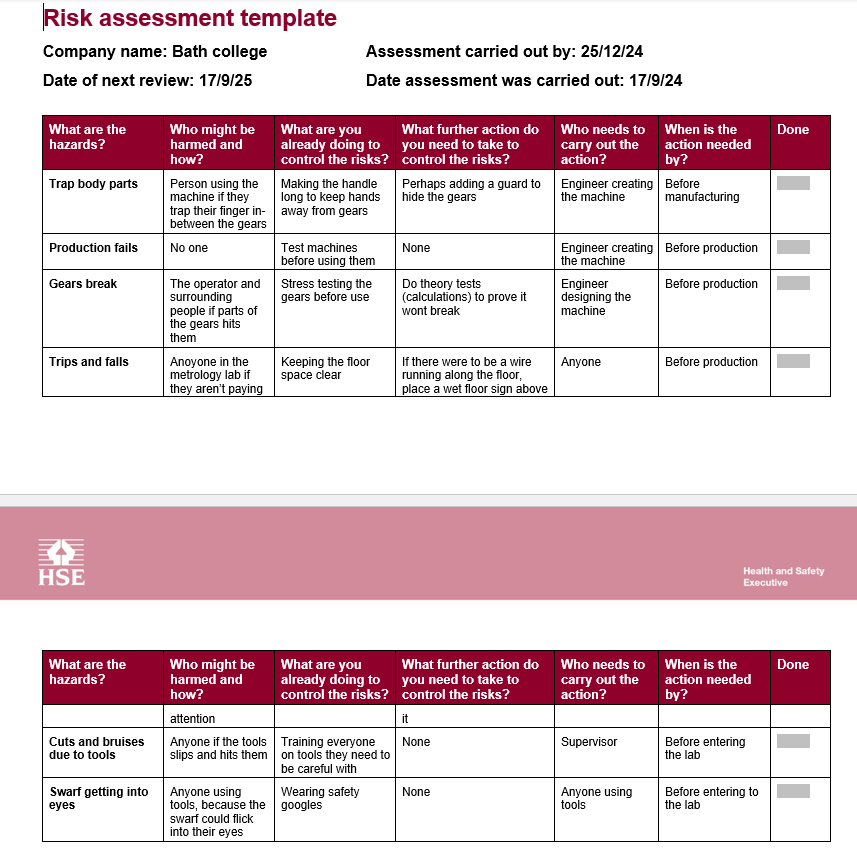 Risk assessment template
Company name: Bath college Assessment carried out by: 25/12/24
Date of next review: 17/9/25 Date assessment was carried out: 17/9/24
What are the
hazards?
Who might be
harmed and
how?
What are you
already doing to
control the risks?
What further action do
you need to take to
control the risks?
Who needs to
carry out the
action?
When is the
action needed
by?
Done
Trap body parts
Person using the
machine if they
trap their finger in-
between the gears
Making the handle
long to keep hands
away from gears
Perhaps adding a guard to
hide the gears
Engineer creating
the machine
Before
manufacturing
Production fails
No one
Test machines
before using them
None
Engineer creating
the machine
Before production
Gears break
The operator and
surrounding
people if parts of
the gears hits
them
Stress testing the
gears before use
Do theory tests
(calculations) to prove it
wont break
Engineer
designing the
machine
Before production
Trips and falls
Anoyone in the
metrology lab if
they aren't paying
Keeping the floor
space clear
If there were to be a wire
running along the floor,
place a wet floor sign above
Anyone
Before production
HSE
Health and Safety
Executive
What are the
hazards?
Who might be
harmed and
how?
What are you
already doing to
control the risks?
What further action do
you need to take to
control the risks?
Who needs to
carry out the
action?
When is the
action needed
by?
Done
attention
it
Cuts and bruises
due to tools
Anyone if the tools
slips and hits them
Training everyone
on tools they need to
be careful with
None
Supervisor
Before entering
the lab
Swarf getting into
eyes
Anyone using
tools, because the
swarf could flick
into their eyes
Wearing safety
googles
None
Anyone using
tools
Before entering to
the lab